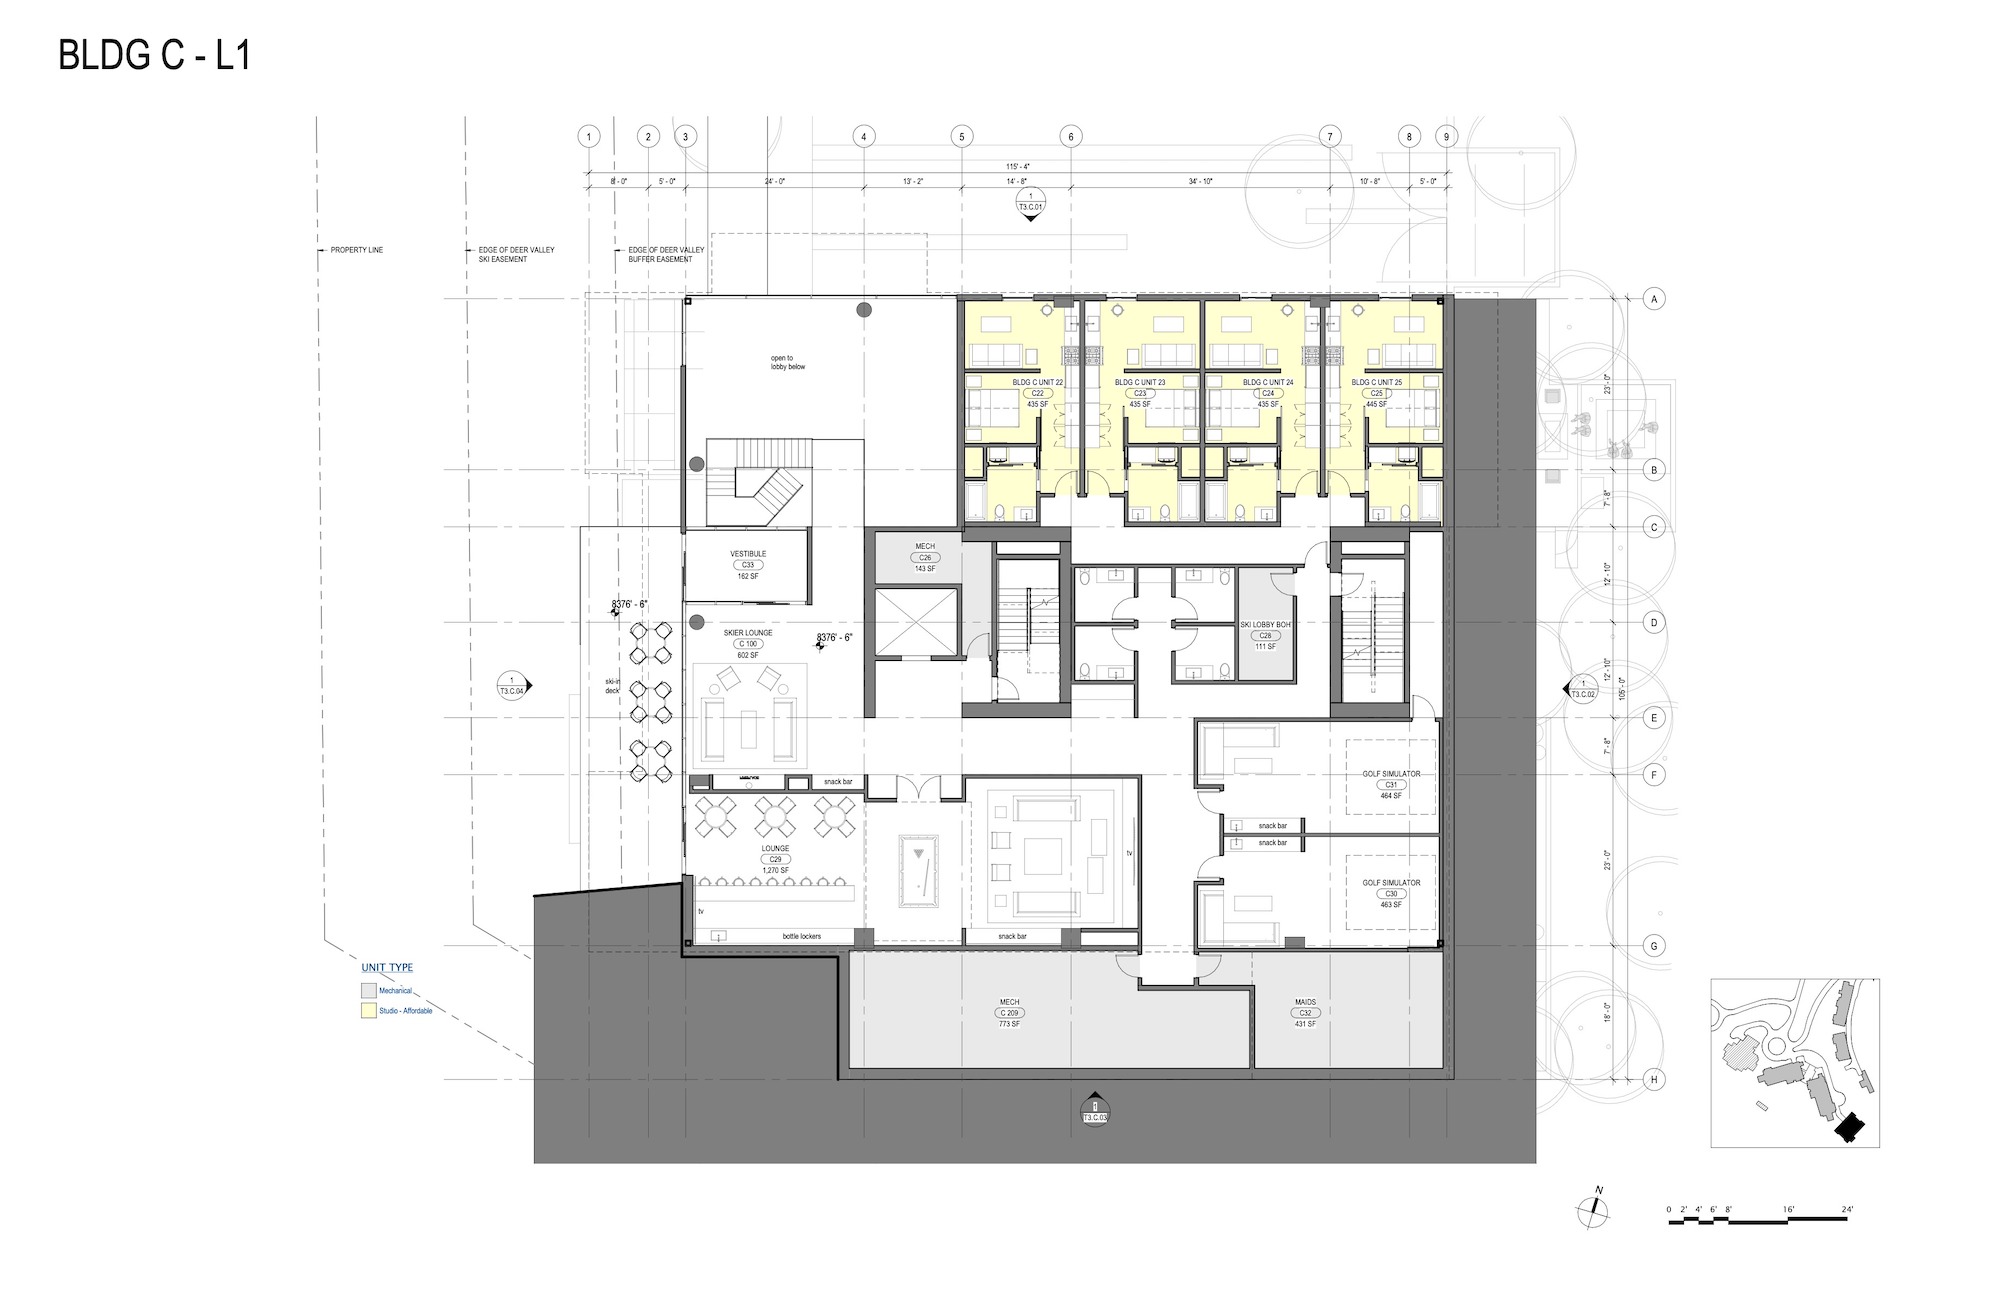 BLDG C - L1
1 2 3 4 5 6 7 8 9
115' - 4"
8' - 0" 5' - 0" 24' - 0" 13' - 2" 14' - 8" 34' - 10" 10' - 8" 5' - 0"
1
T3.C.01
PROPERTY LINE
EDGE OF DEER VALLEY
SKI EASEMENT
EDGE OF DEER VALLEY
BUFFER EASEMENT
A
open to
lobby below
BLDG C UNIT 22
C22
435 SF
BLDG C UNIT 23
C23
435 SF
BLDG C UNIT 24
C24
435 SF
BLDG C UNIT 25
C25
445 SF
23' - 0"
B
7' - 8"
C
VESTIBULE
C33
162 SF
MECH
C26
143 SF
12' - 10"
8376' - 6"
D
SKIER LOUNGE
C 100
602 SF
8376' - 6"
SKI LOBBY BOH
C28
111 SF
12' - 10"
105' - 0"
1
T3.C.04
ski-in
deck
1
T3.C.02
E
7' - 8"
F
snack bar
GOLF SIMULATOR
C31
464 SF
snack bar
snack bar
LOUNGE
C29
1,270 SF
tv
23' - 0"
GOLF SIMULATOR
C30
463 SF
tv
bottle lockers
snack bar
G
UNIT TYPE
Mechanical
Studio - Affordable
MECH
C 209
773 SF
MAIDS
C32
431 SF
18' - 0"
H
1
T3.C.03
N
0 2' 4' 6' 8' 16' 24'